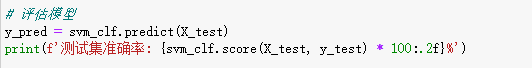 # 评估模型
y_pred = svm_clf.predict(X_test)
print(f'测试集准确率: {svm_clf.score(X_test, y_test) * 100:.2f}%')